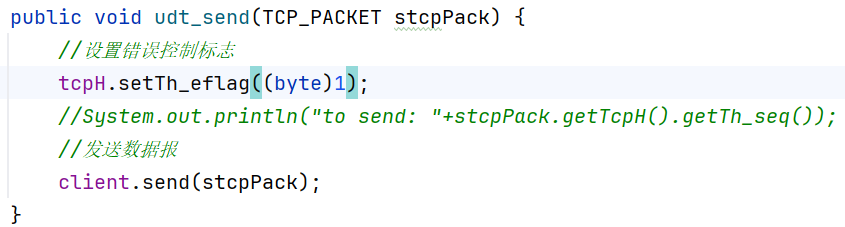 public void udt_send(TCP_PACKET stcpPack) {
//设置错误控制标志
tcpH.setTh_eflag((byte)1);
//System.out.println("to send: "+stcpPack.getTcpH().getTh_seq());
//发送数据报
client.send(stcpPack);
}